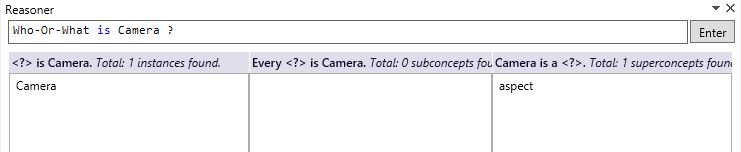 Reasoner
Who-Or-What is Camera ?
Enter
<?> is Camera. Total: 1 instances found.
Every <?> is Camera. Total: 0 subconcepts fou
Camera is a <?>. Total: 1 superconcepts foun
Camera
aspect